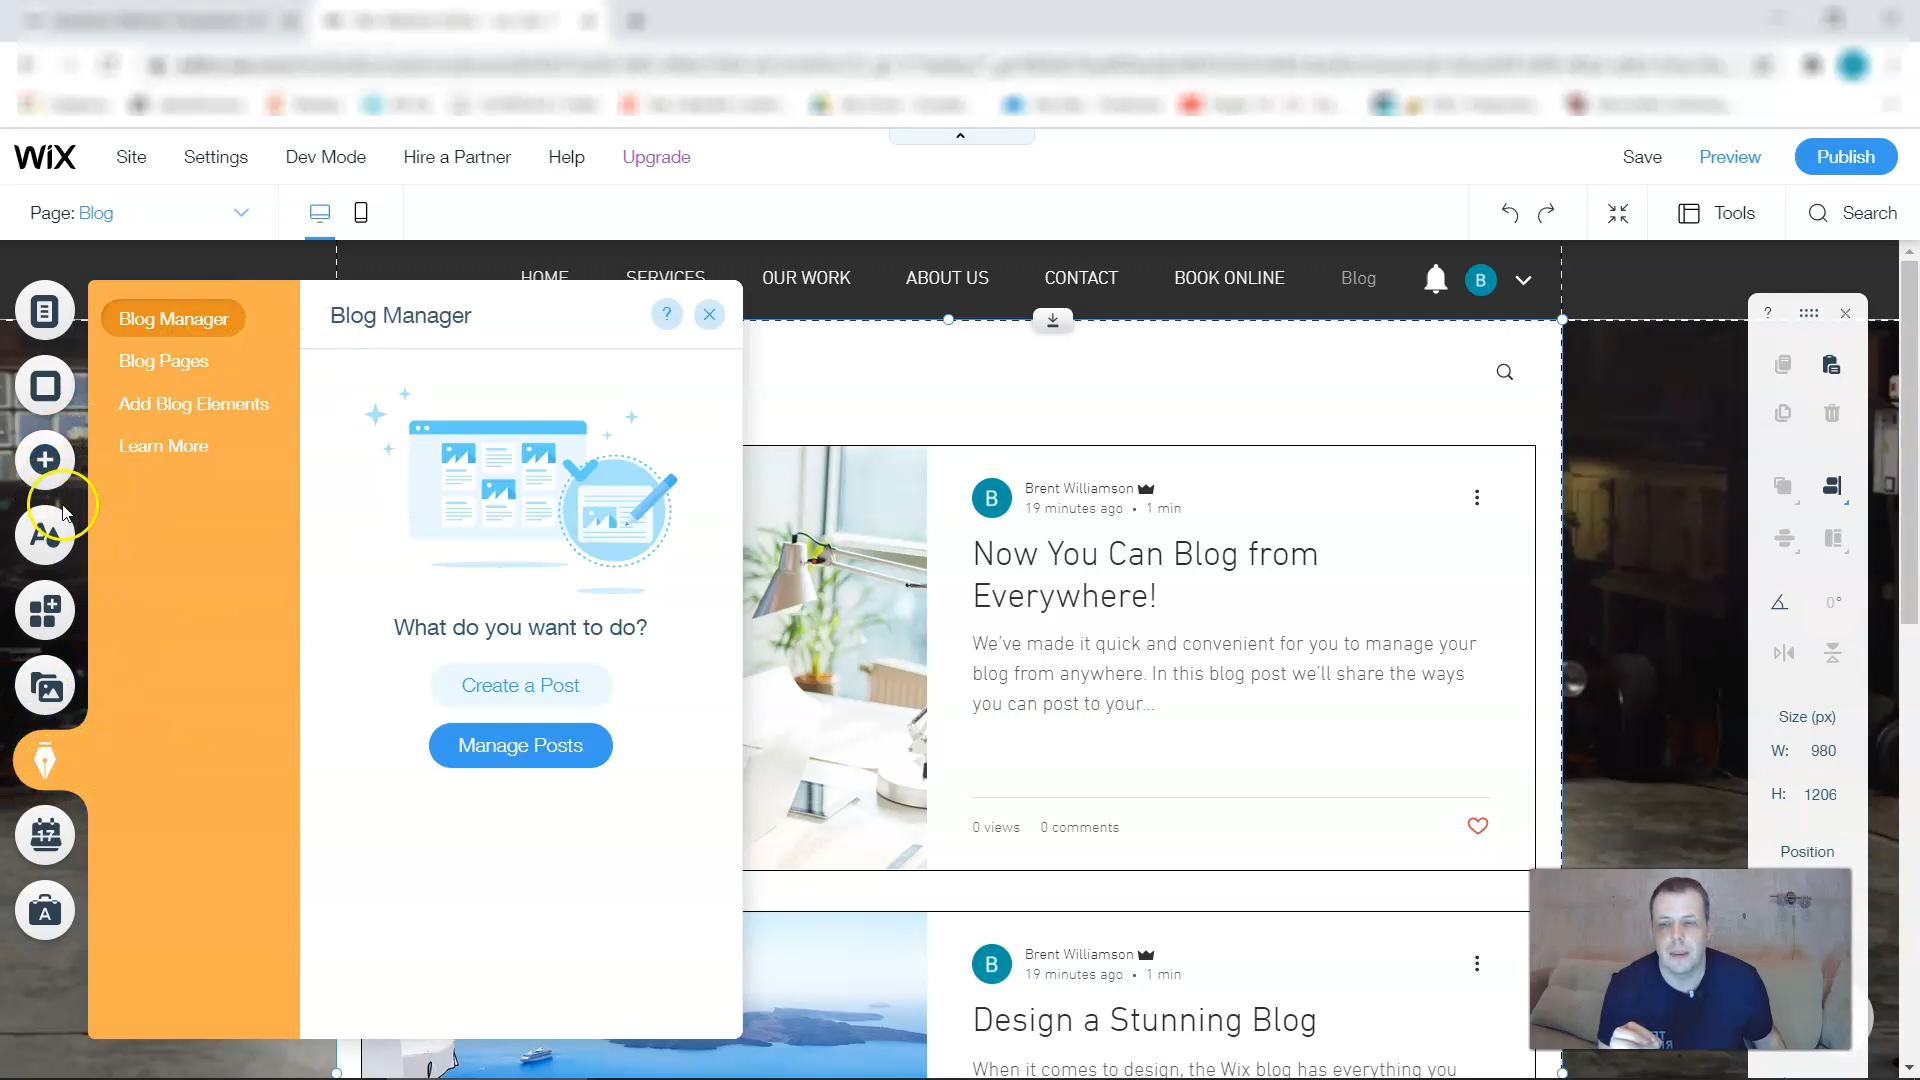 WiX Site Settings Dev Mode Hire a Partner Help Upgrade Save Preview Publish
Page: Blog Tools Search
HOME SERVICES OUR WORK ABOUT US CONTACT BOOK ONLINE Blog B
Blog Manager
Blog Pages
Add Blog Elements
Learn More
Blog Manager ?
What do you want to do?
Create a Post
Manage Posts
17
A
B
Brent Williamson
19 minutes ago • 1 min
Now You Can Blog from
Everywhere!
We've made it quick and convenient for you to manage your
blog from anywhere. In this blog post we'll share the ways
you can post to your...
0 views 0 comments
B
Brent Williamson
19 minutes ago • 1 min
Design a Stunning Blog
When it comes to design, the Wix blog has everything you
?
0°
Size (px)
W: 980
H: 1206
Position